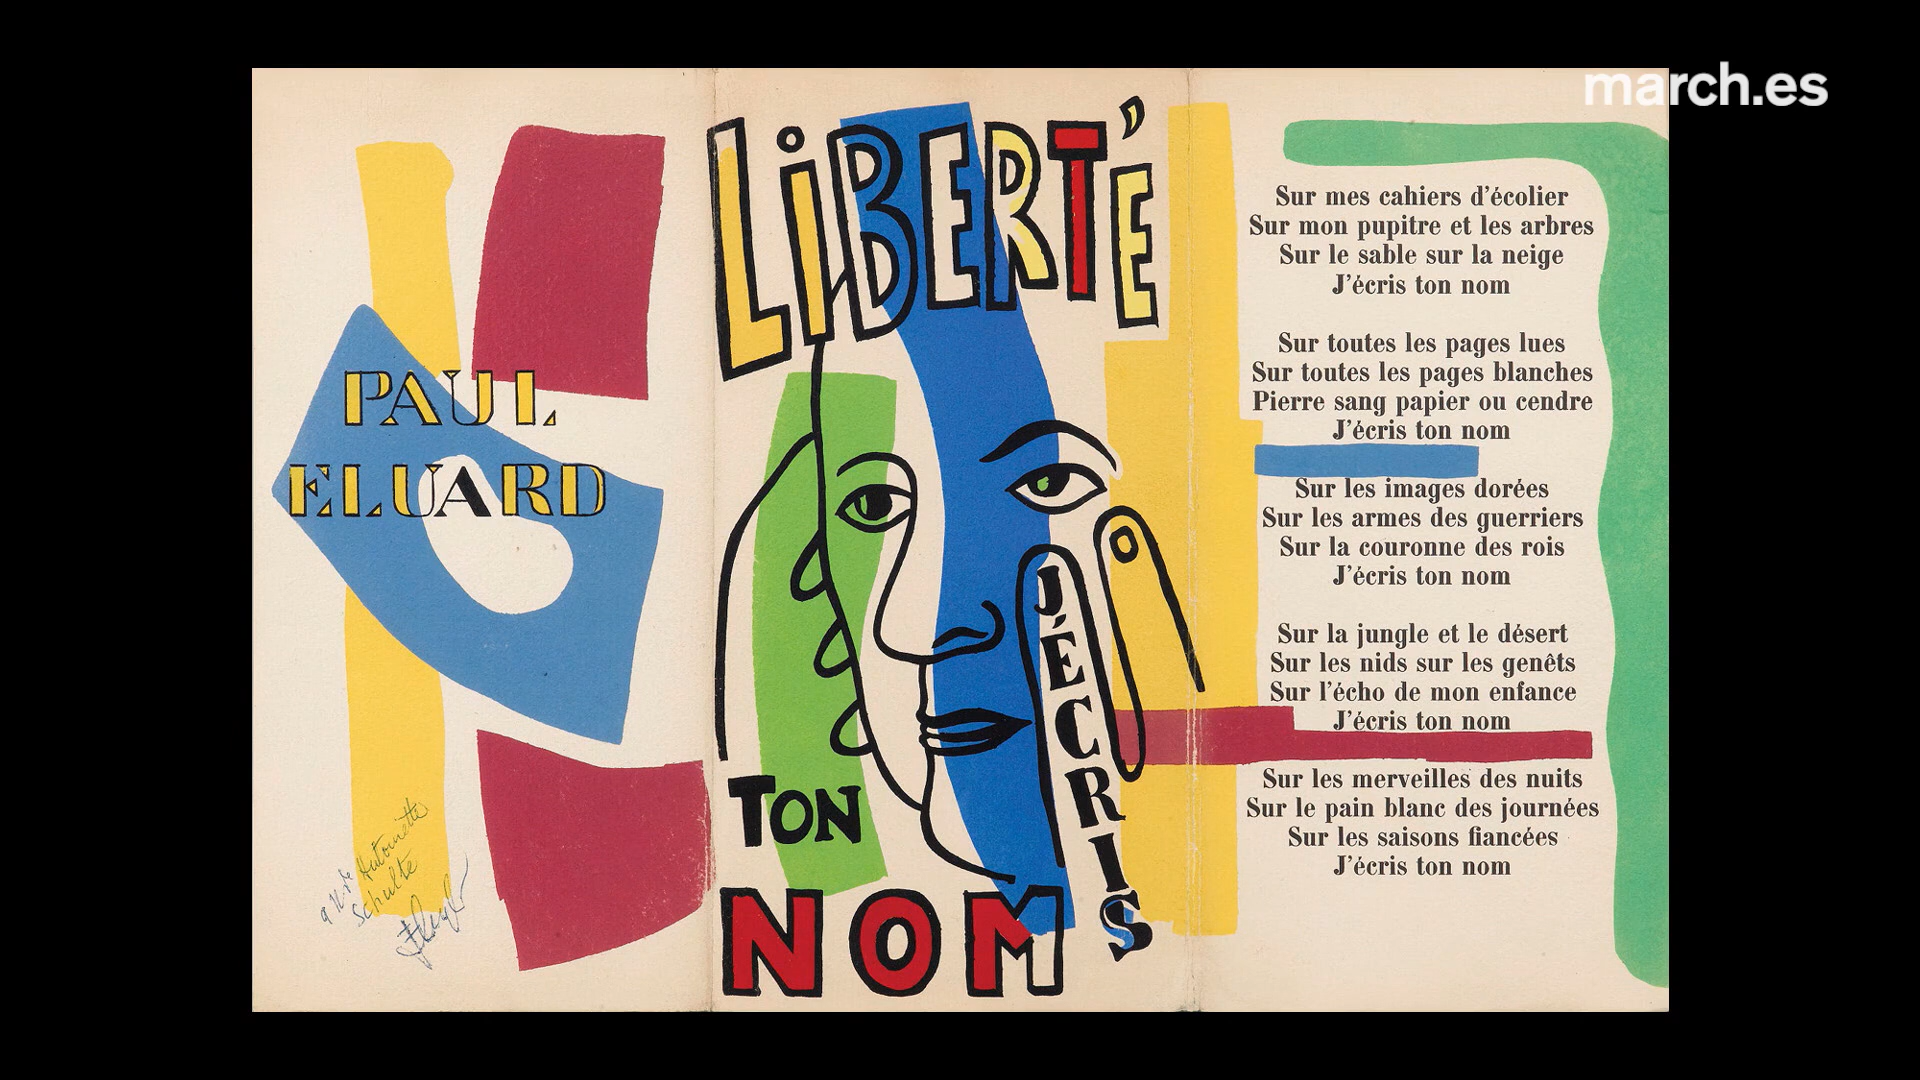 march.es
PAUL
ELUARD
à Mme Antoinette
Schulte
LiBERTÉ
J'ÉCRIS
TON
NOM
Sur mes cahiers d'écolier
Sur mon pupitre et les arbres
Sur le sable sur la neige
J'écris ton nom
Sur toutes les pages lues
Sur toutes les pages blanches
Pierre sang papier ou cendre
J'écris ton nom
Sur les images dorées
Sur les armes des guerriers
Sur la couronne des rois
J'écris ton nom
Sur la jungle et le désert
Sur les nids sur les genêts
Sur l'écho de mon enfance
J'écris ton nom
Sur les merveilles des nuits
Sur le pain blanc des journées
Sur les saisons fiancées
J'écris ton nom